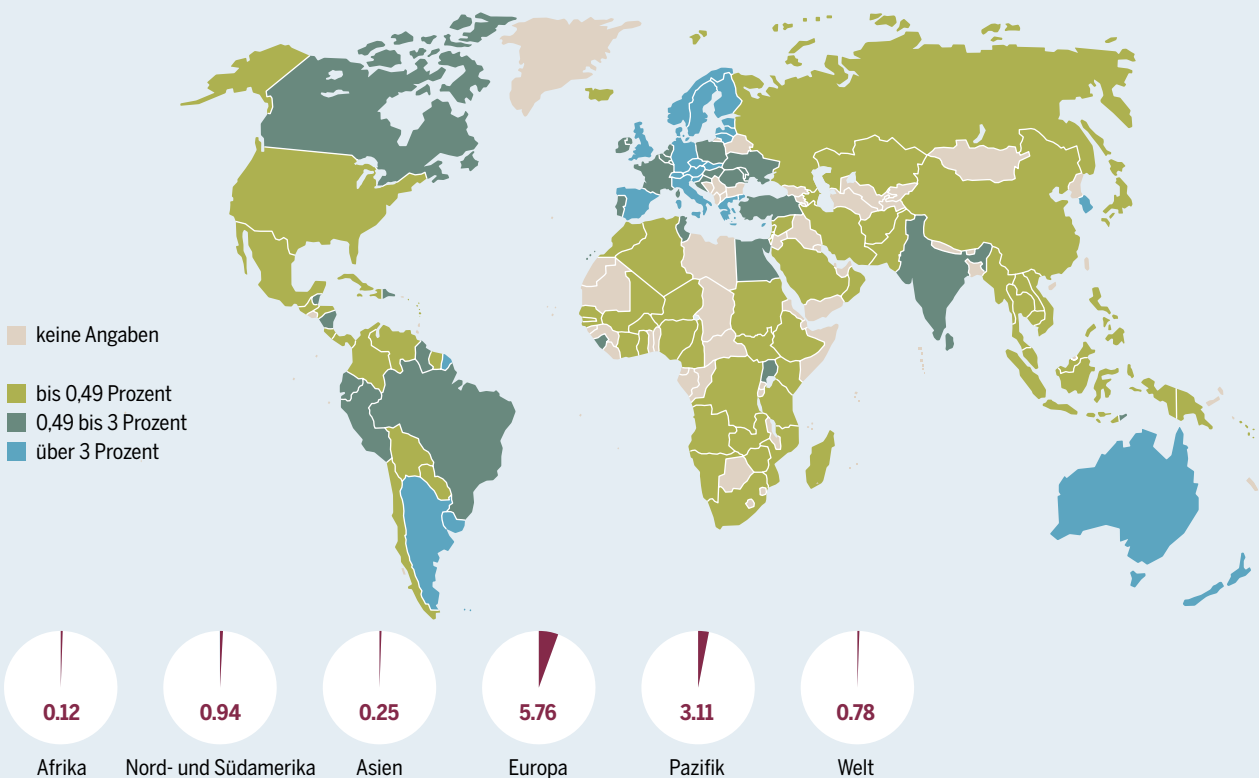 keine Angaben
bis 0,49 Prozent
0,49 bis 3 Prozent
über 3 Prozent
0.12
0.94
0.25
5.76
3.11
0.78
Afrika
Nord- und Südamerika
Asien
Europa
Pazifik
Welt